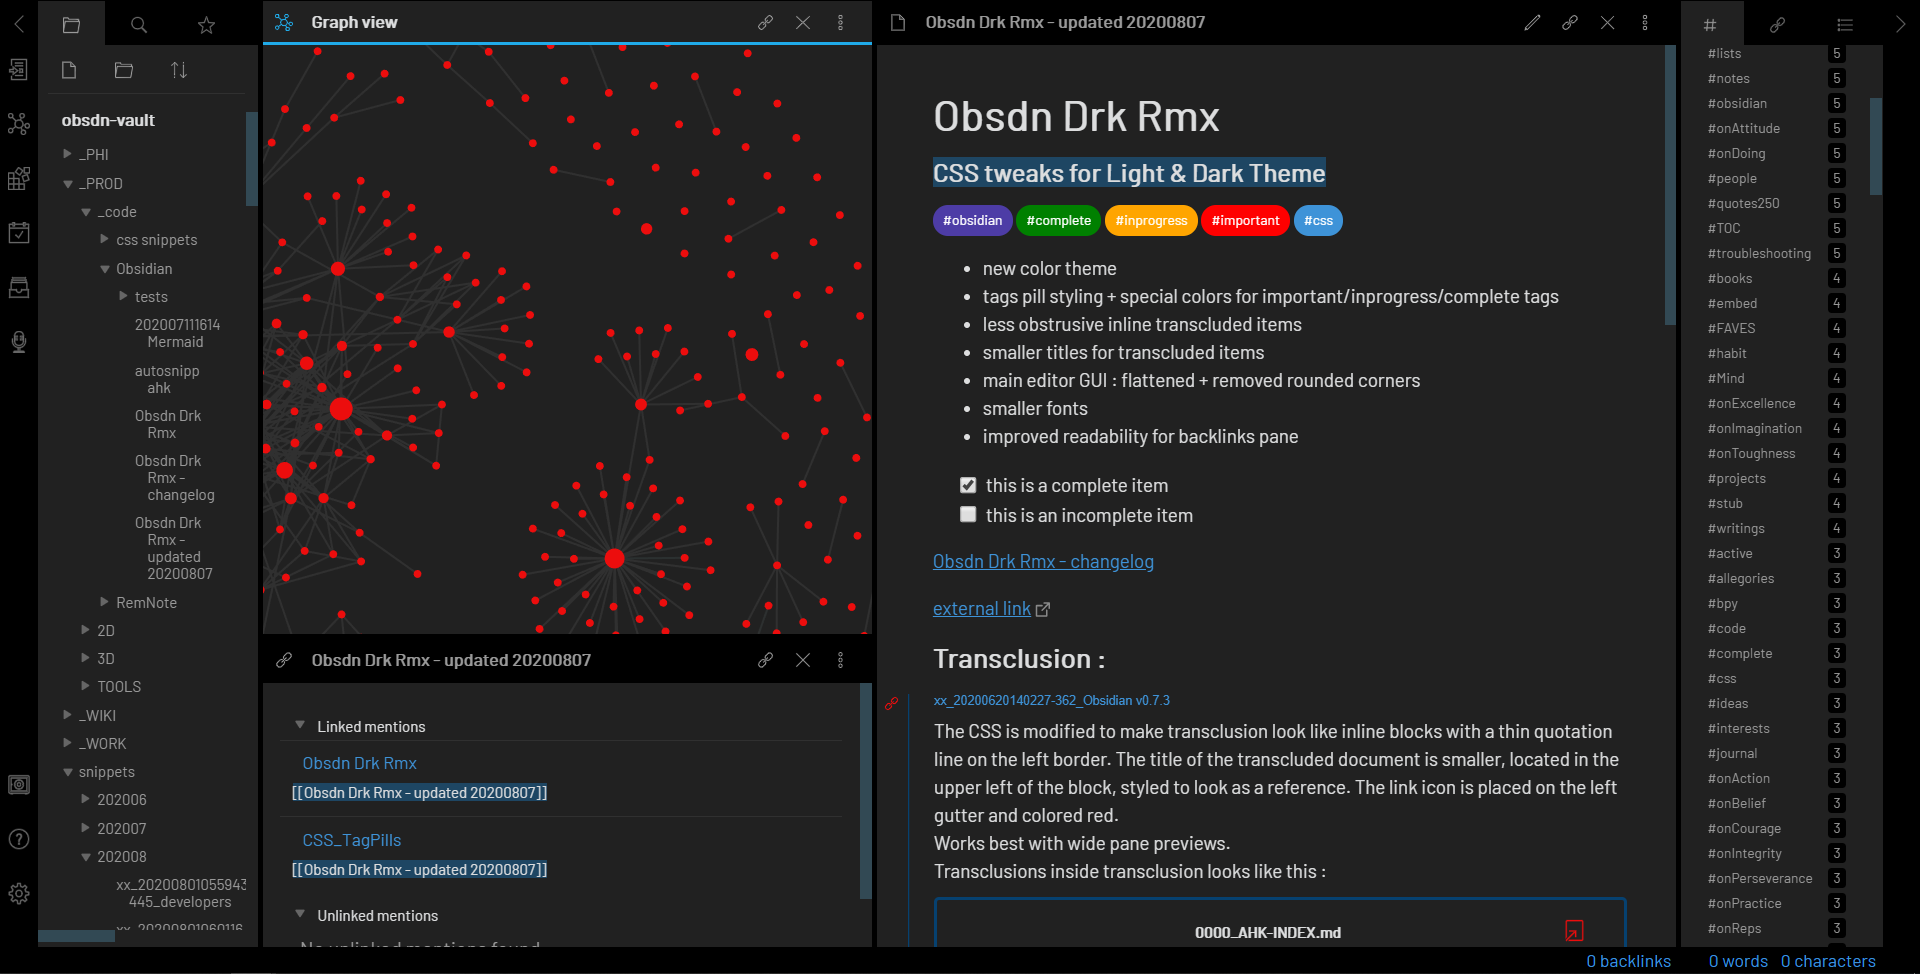 obsdn-vault
_PHI
_PROD
_code
css snippets
Obsidian
tests
202007111614
Mermaid
autosnipp
ahk
Obsdn Drk
Rmx
Obsdn Drk
Rmx -
changelog
Obsdn Drk
Rmx -
updated
20200807
RemNote
2D
3D
TOOLS
_WIKI
_WORK
snippets
202006
202007
202008
xx_20200801055943
445_developers
xx_20200801060116
Graph view
Obsdn Drk Rmx - updated 20200807
Linked mentions
Obsdn Drk Rmx
[[Obsdn Drk Rmx - updated 20200807]]
CSS_TagPills
[[Obsdn Drk Rmx - updated 20200807]]
Unlinked mentions
No unlinked mentions found
Obsdn Drk Rmx - updated 20200807
Obsdn Drk Rmx
CSS tweaks for Light & Dark Theme
#obsidian #complete #inprogress #important #css
• new color theme
• tags pill styling + special colors for important/inprogress/complete tags
• less obstrusive inline transcluded items
• smaller titles for transcluded items
• main editor GUI : flattened + removed rounded corners
• smaller fonts
• improved readability for backlinks pane
this is a complete item
this is an incomplete item
Obsdn Drk Rmx - changelog
external link
Transclusion :
xx_20200620140227-362_Obsidian v0.7.3
The CSS is modified to make transclusion look like inline blocks with a thin quotation
line on the left border. The title of the transcluded document is smaller, located in the
upper left of the block, styled to look as a reference. The link icon is placed on the left
gutter and colored red.
Works best with wide pane previews.
Transclusions inside transclusion looks like this :
0000_AHK-INDEX.md
#
#lists 5
#notes 5
#obsidian 5
#onAttitude 5
#onDoing 5
#people 5
#quotes250 5
#TOC 5
#troubleshooting 5
#books 4
#embed 4
#FAVES 4
#habit 4
#Mind 4
#onExcellence 4
#onImagination 4
#onToughness 4
#projects 4
#stub 4
#writings 4
#active 3
#allegories 3
#bpy 3
#code 3
#complete 3
#css 3
#ideas 3
#interests 3
#journal 3
#onAction 3
#onBelief 3
#onCourage 3
#onIntegrity 3
#onPerseverance 3
#onPractice 3
#onReps 3
0 backlinks 0 words 0 characters